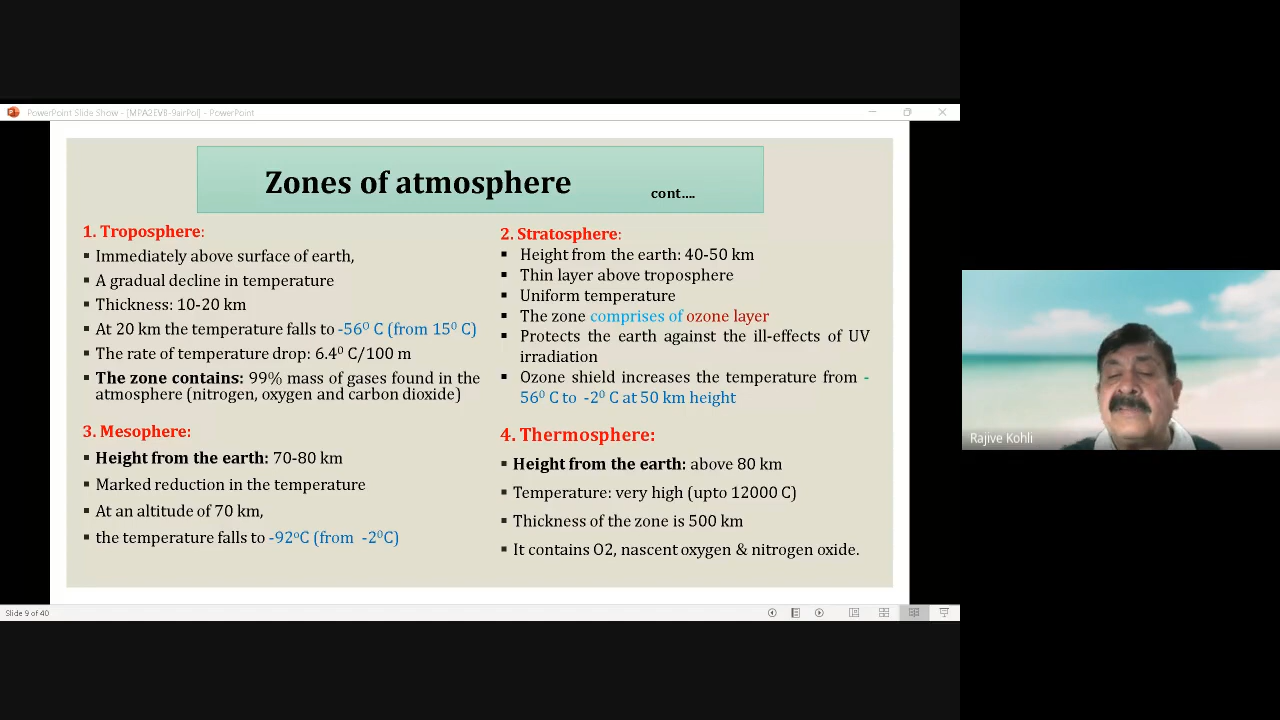 PowerPoint Slide Show - [MPA2EVB-9airPol] - PowerPoint
Zones of atmosphere cont....
1. Troposphere:
▪ Immediately above surface of earth,
▪ A gradual decline in temperature
▪ Thickness: 10-20 km
▪ At 20 km the temperature falls to -56⁰ C (from 15⁰ C)
▪ The rate of temperature drop: 6.4⁰ C/100 m
▪ The zone contains: 99% mass of gases found in the
atmosphere (nitrogen, oxygen and carbon dioxide)
2. Stratosphere:
▪ Height from the earth: 40-50 km
▪ Thin layer above troposphere
▪ Uniform temperature
▪ The zone comprises of ozone layer
▪ Protects the earth against the ill-effects of UV
irradiation
▪ Ozone shield increases the temperature from -
56⁰ C to -2⁰ C at 50 km height
3. Mesophere:
▪ Height from the earth: 70-80 km
▪ Marked reduction in the temperature
▪ At an altitude of 70 km,
▪ the temperature falls to -92⁰C (from -2⁰C)
4. Thermosphere:
▪ Height from the earth: above 80 km
▪ Temperature: very high (upto 12000 C)
▪ Thickness of the zone is 500 km
▪ It contains O2, nascent oxygen & nitrogen oxide.
Rajive Kohli
Slide 9 of 40